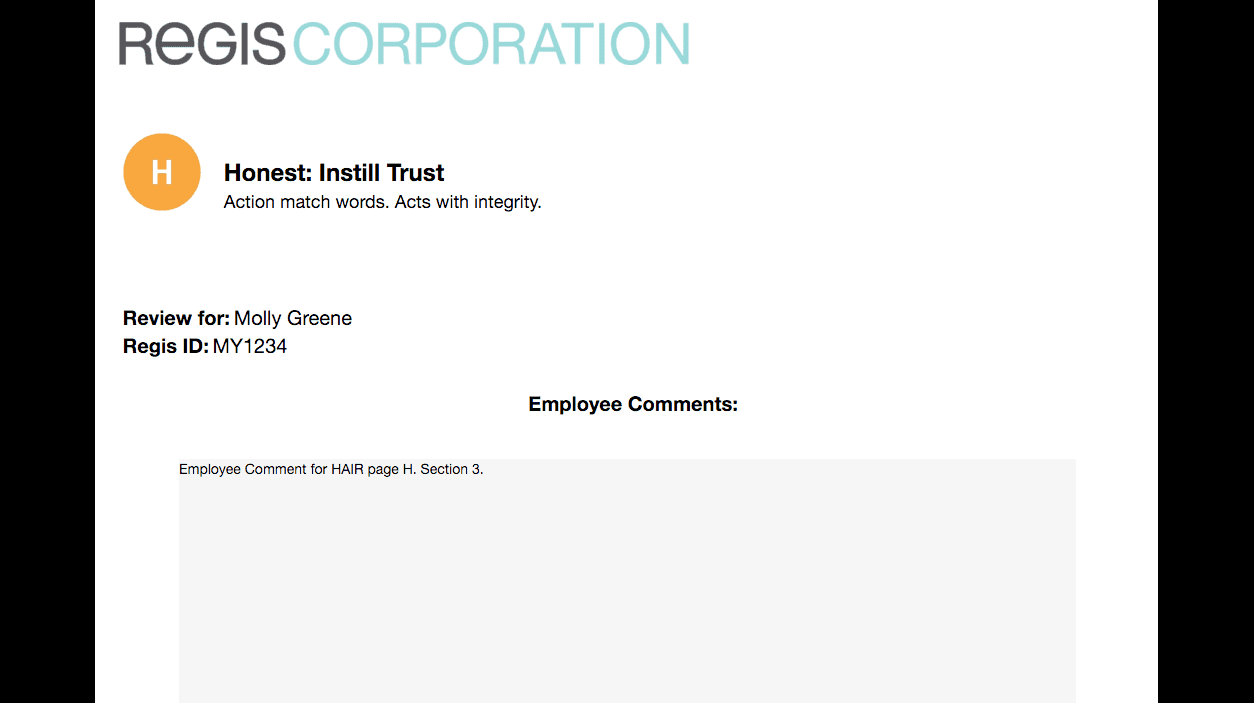 REGIS CORPORATION
H
Honest: Instill Trust
Action match words. Acts with integrity.
Review for: Molly Greene
Regis ID: MY1234
Employee Comments:
Employee Comment for HAIR page H. Section 3.